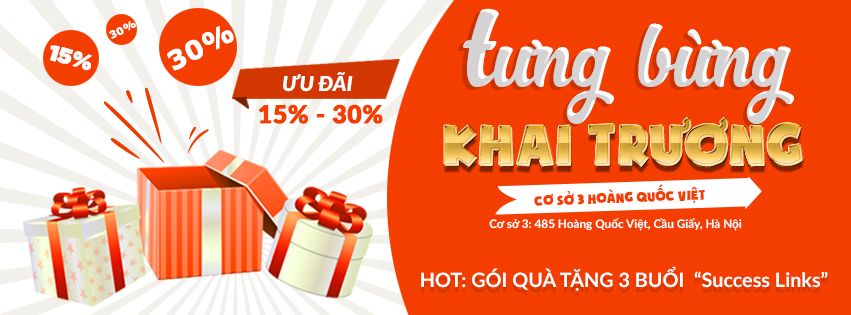 15%
30%
30%
ƯU ĐÃI
15% - 30%
tưng bừng
KHAI TRƯƠNG
CƠ SỞ 3 HOÀNG QUỐC VIỆT
Cơ sở 3: 485 Hoàng Quốc Việt, Cầu Giấy, Hà Nội
HOT: GÓI QUÀ TẶNG 3 BUỔI “Success Links”